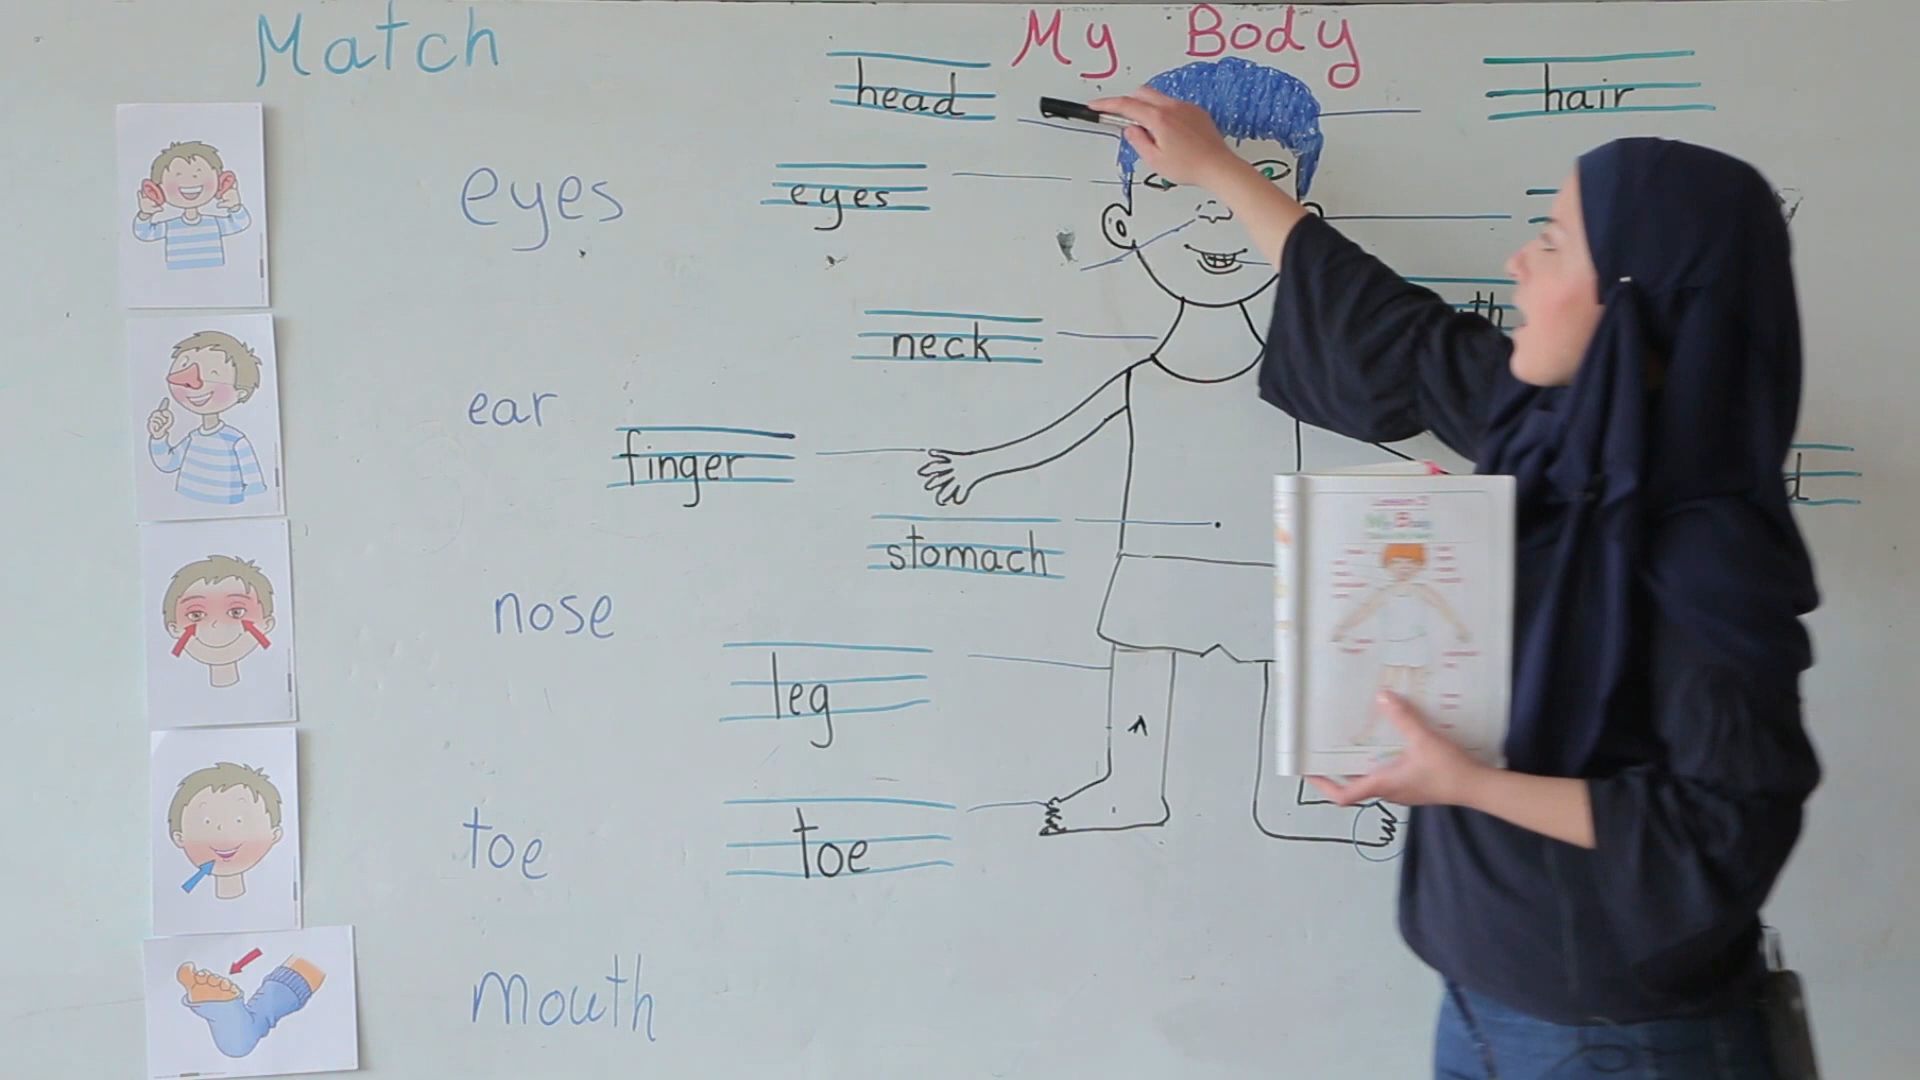 Match
My Body
head
hair
eyes
eyes
neck
ear
finger
stomach
nose
leg
toe
toe
mouth